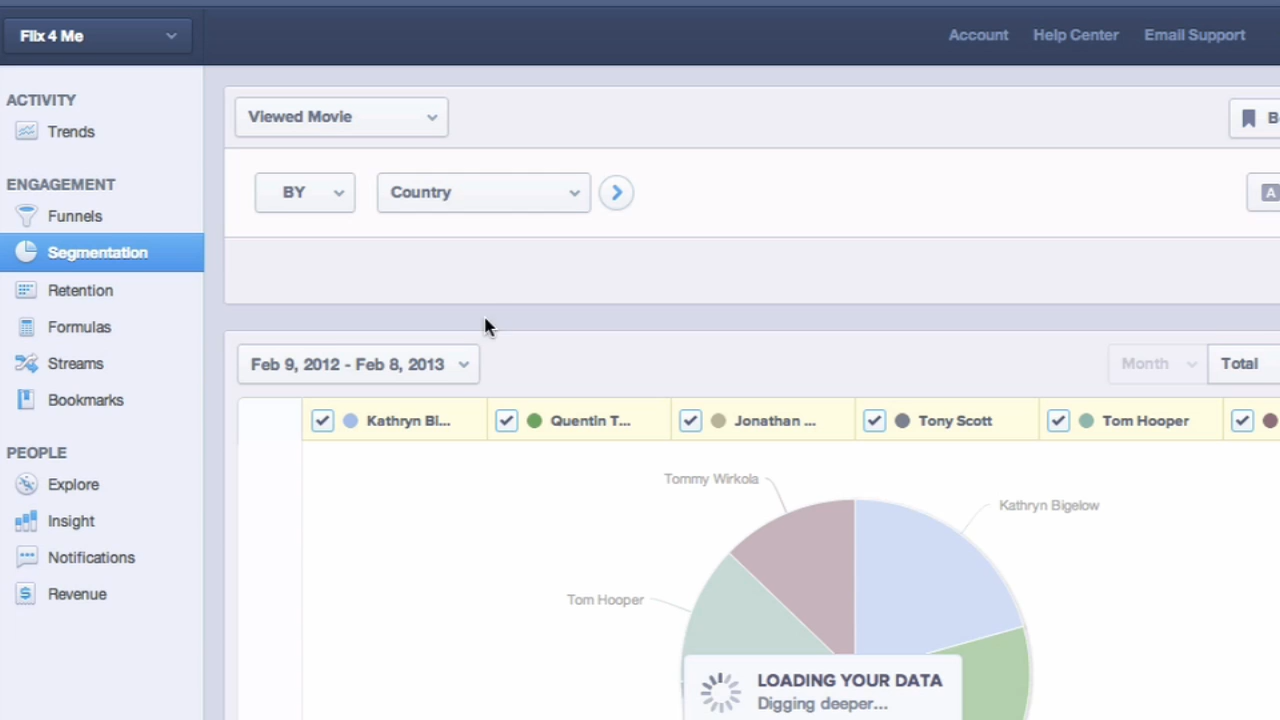 Flix 4 Me
Account Help Center Email Support
ACTIVITY
Trends
ENGAGEMENT
Funnels
Segmentation
Retention
Formulas
Streams
Bookmarks
PEOPLE
Explore
Insight
Notifications
Revenue
Viewed Movie
B
BY Country
A
Feb 9, 2012 - Feb 8, 2013
Month Total
Kathryn Bi... Quentin T... Jonathan ... Tony Scott Tom Hooper
Tommy Wirkola
Kathryn Bigelow
Tom Hooper
LOADING YOUR DATA
Digging deeper...